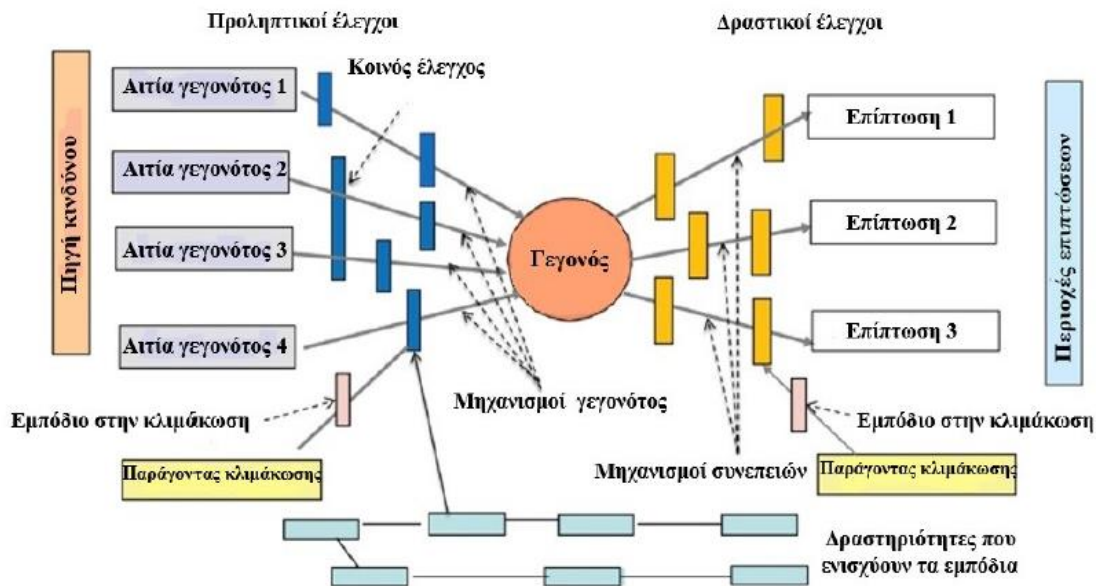 Προληπτικοί έλεγχοι
Δραστικοί έλεγχοι
Πηγή κινδύνου
Αιτία γεγονότος 1
Κοινός έλεγχος
Επίπτωση 1
Αιτία γεγονότος 2
Αιτία γεγονότος 3
Γεγονός
Επίπτωση 2
Περιοχές επιπτώσεων
Αιτία γεγονότος 4
Επίπτωση 3
Μηχανισμοί γεγονότος
Εμπόδιο στην κλιμάκωση
Εμπόδιο στην κλιμάκωση
Παράγοντας κλιμάκωσης
Μηχανισμοί συνεπειών
Παράγοντας κλιμάκωσης
Δραστηριότητες που
ενισχύουν τα εμπόδια